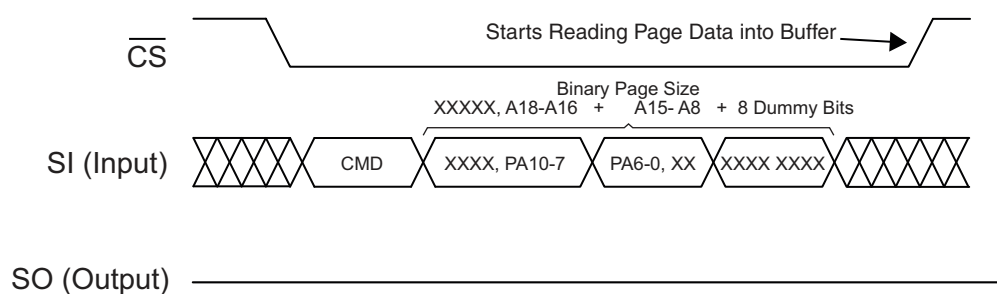 Starts Reading Page Data into Buffer
CS
Binary Page Size
XXXXX, A18-A16 + A15- A8 + 8 Dummy Bits
SI (Input) CMD XXXX, PA10-7 PA6-0, XX XXXX XXXX
SO (Output)